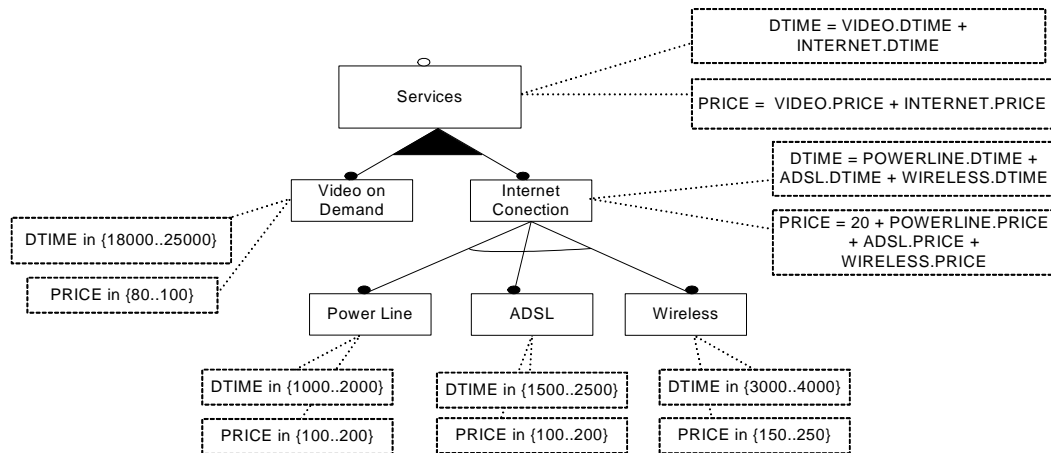 DTIME = VIDEO.DTIME +
INTERNET.DTIME
Services
PRICE = VIDEO.PRICE + INTERNET.PRICE
DTIME = POWERLINE.DTIME +
ADSL.DTIME + WIRELESS.DTIME
Video on
Demand
Internet
Conection
PRICE = 20 + POWERLINE.PRICE
+ ADSL.PRICE +
WIRELESS.PRICE
DTIME in {18000..25000}
PRICE in {80..100}
Power Line
ADSL
Wireless
DTIME in {1000..2000}
DTIME in {1500..2500}
DTIME in {3000..4000}
PRICE in {100..200}
PRICE in {100..200}
PRICE in {150..250}